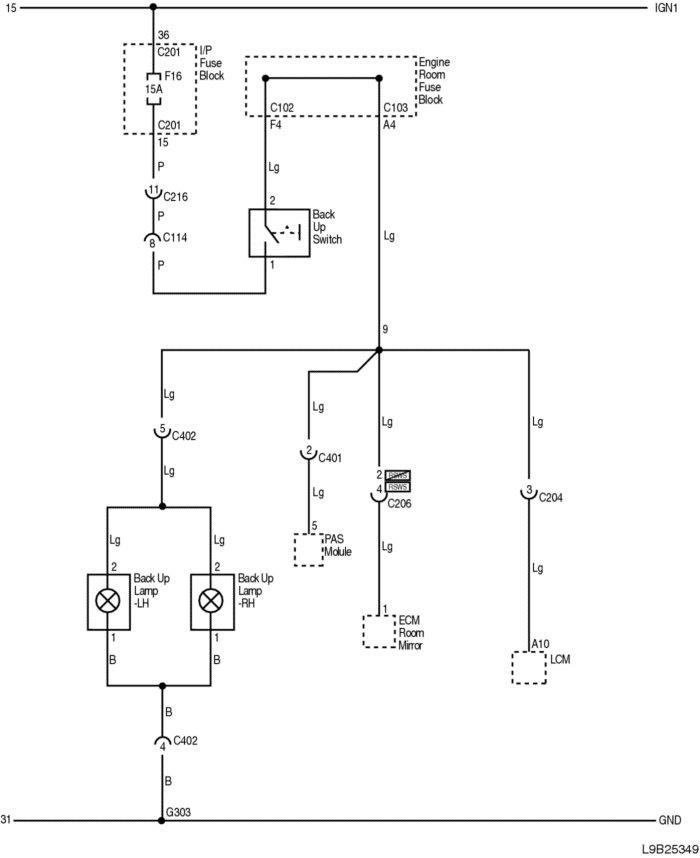 15
IGN1
36
C201
I/P
Fuse
Block
F16
15A
C201
15
P
11
C216
P
8
C114
P
Engine
Room
Fuse
Block
C102
C103
F4
A4
Lg
2
Back
Up
Switch
1
Lg
9
Lg
5
C402
Lg
Lg
Lg
2
Back Up
Lamp
-LH
1
B
2
Back Up
Lamp
-RH
1
B
B
4
C402
B
G303
Lg
2
C401
Lg
5
PAS
Molule
Lg
2
RSWS
4
RSWS
C206
Lg
1
ECM
Room
Mirror
Lg
3
C204
Lg
A10
LCM
31
GND
L9B25349